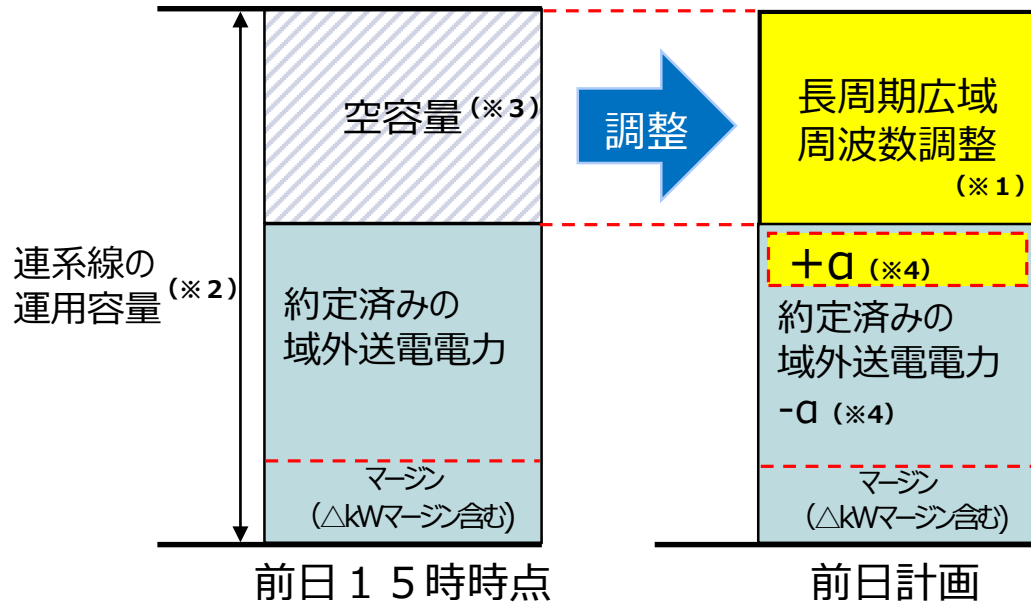 連系線の
運用容量(※2)
空容量(※3)
約定済みの
域外送電電力
マージン
(△kWマージン含む)
前日15時時点
調整
長周期広域
周波数調整
(※1)
+α(※4)
約定済みの
域外送電電力
-α(※4)
マージン
(△kWマージン含む)
前日計画